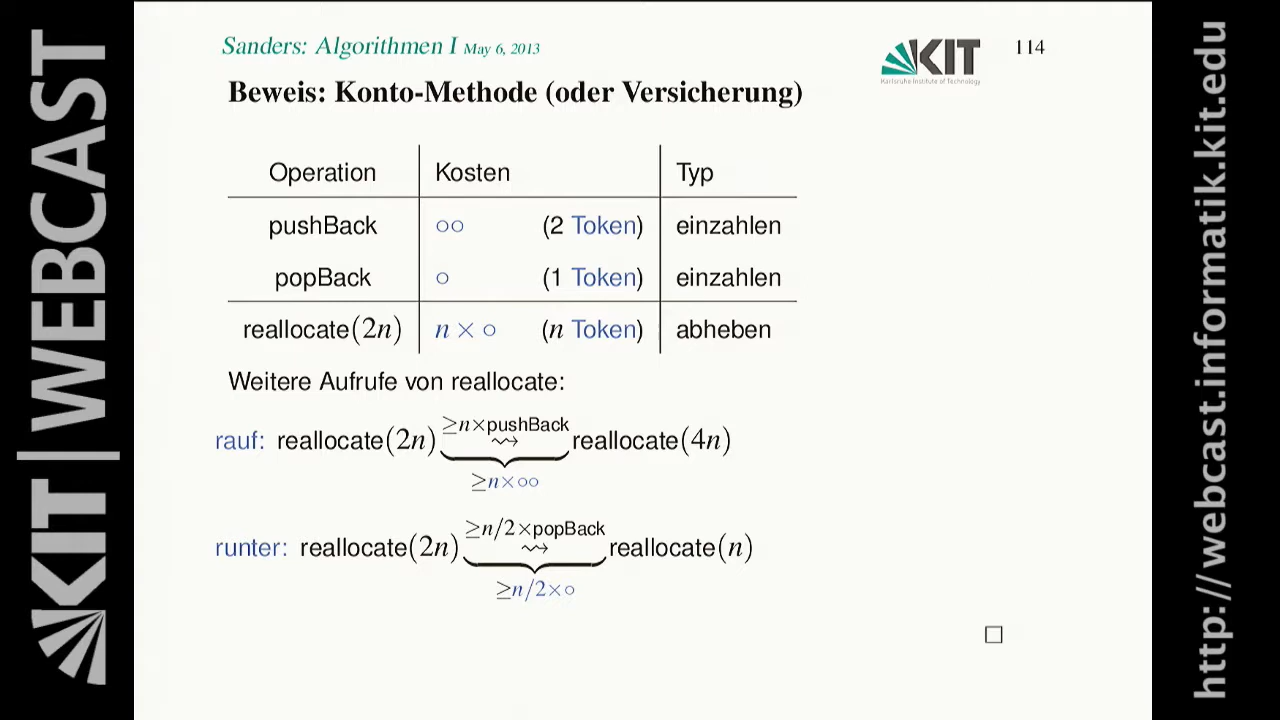 KIT | WEBCAST
KIT
Sanders: Algorithmen I May 6, 2013
KIT
Karlsruhe Institute of Technology
114
Beweis: Konto-Methode (oder Versicherung)
Operation Kosten Typ
pushBack ○○ (2 Token) einzahlen
popBack ○ (1 Token) einzahlen
reallocate(2n) n × ○ (n Token) abheben
Weitere Aufrufe von reallocate:
≥n×pushBack
rauf: reallocate(2n) ⇝ reallocate(4n)
≥n×○○
≥n/2×popBack
runter: reallocate(2n) ⇝ reallocate(n)
≥n/2×○
□
http://webcast.informatik.kit.edu